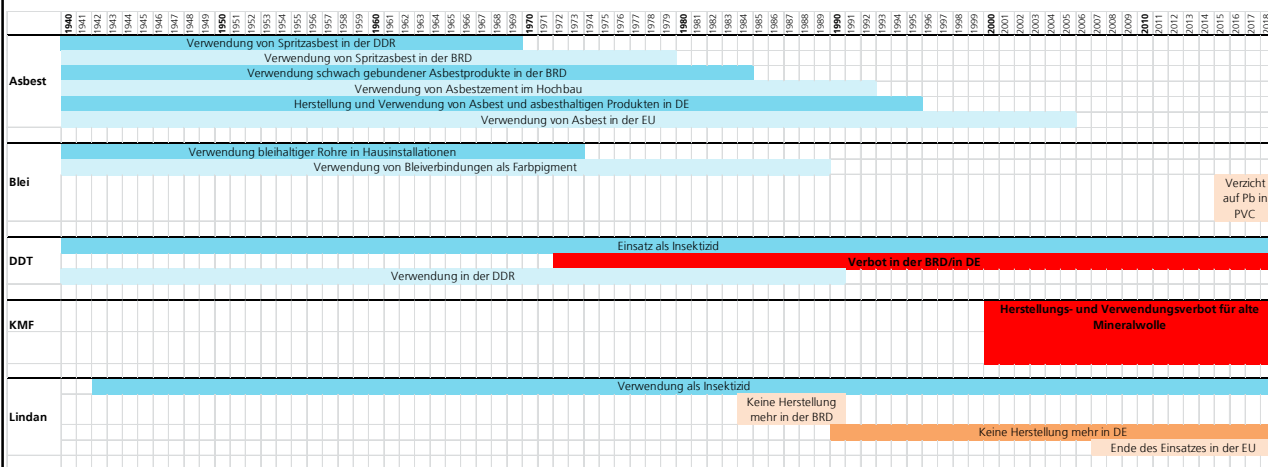 1940 1941 1942 1943 1944 1945 1946 1947 1948 1949 1950 1951 1952 1953 1954 1955 1956 1957 1958 1959 1960 1961 1962 1963 1964 1965 1966 1967 1968 1969 1970 1971 1972 1973 1974 1975 1976 1977 1978 1979 1980 1981 1982 1983 1984 1985 1986 1987 1988 1989 1990 1991 1992 1993 1994 1995 1996 1997 1998 1999 2000 2001 2002 2003 2004 2005 2006 2007 2008 2009 2010 2011 2012 2013 2014 2015 2016 2017 2018
Asbest
Verwendung von Spritzasbest in der DDR
Verwendung von Spritzasbest in der BRD
Verwendung schwach gebundener Asbestprodukte in der BRD
Verwendung von Asbestzement im Hochbau
Herstellung und Verwendung von Asbest und asbesthaltigen Produkten in DE
Verwendung von Asbest in der EU
Blei
Verwendung bleihaltiger Rohre in Hausinstallationen
Verwendung von Bleiverbindungen als Farbpigment
Verzicht
auf Pb in
PVC
DDT
Einsatz als Insektizid
Verbot in der BRD/in DE
Verwendung in der DDR
KMF
Herstellungs- und Verwendungsverbot für alte
Mineralwolle
Lindan
Verwendung als Insektizid
Keine Herstellung
mehr in der BRD
Keine Herstellung mehr in DE
Ende des Einsatzes in der EU